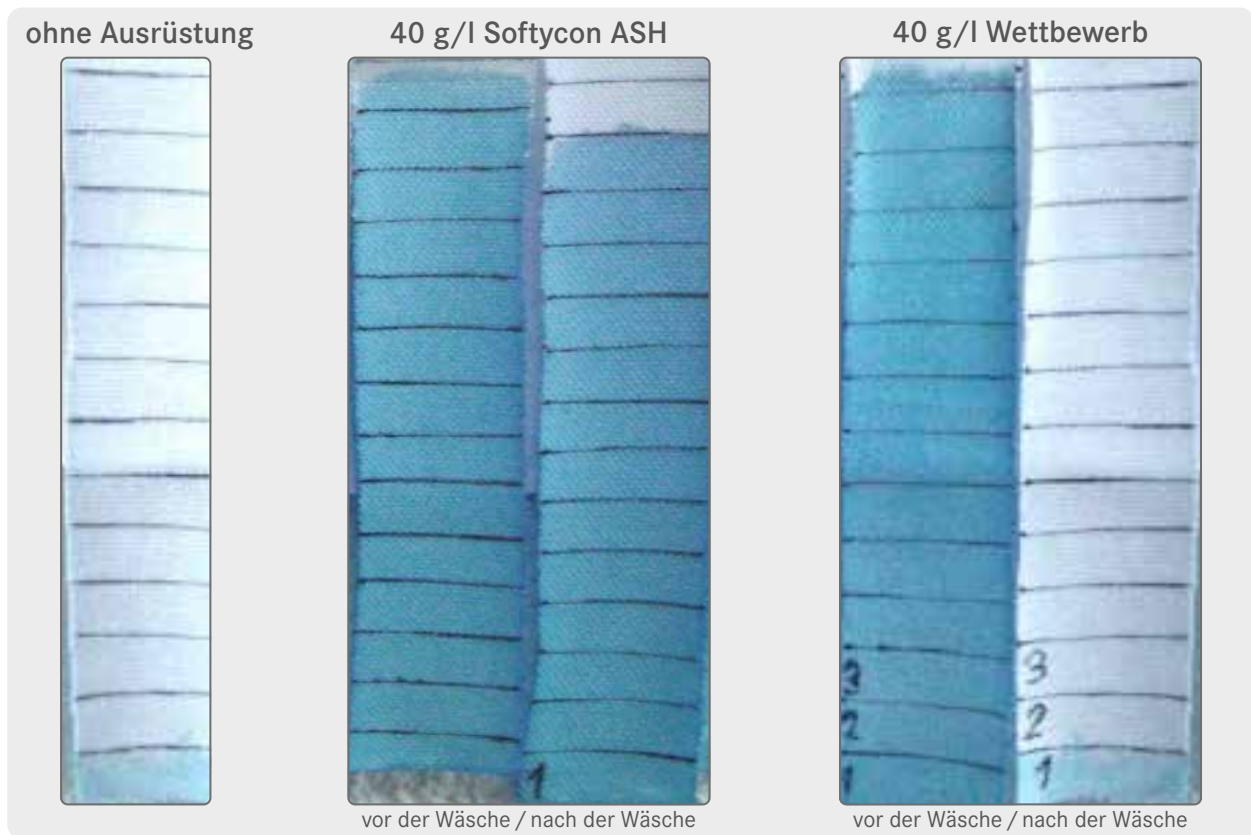 ohne Ausrüstung
40 g/l Softycon ASH
40 g/l Wettbewerb
1
3
2
1
3
2
1
vor der Wäsche / nach der Wäsche
vor der Wäsche / nach der Wäsche